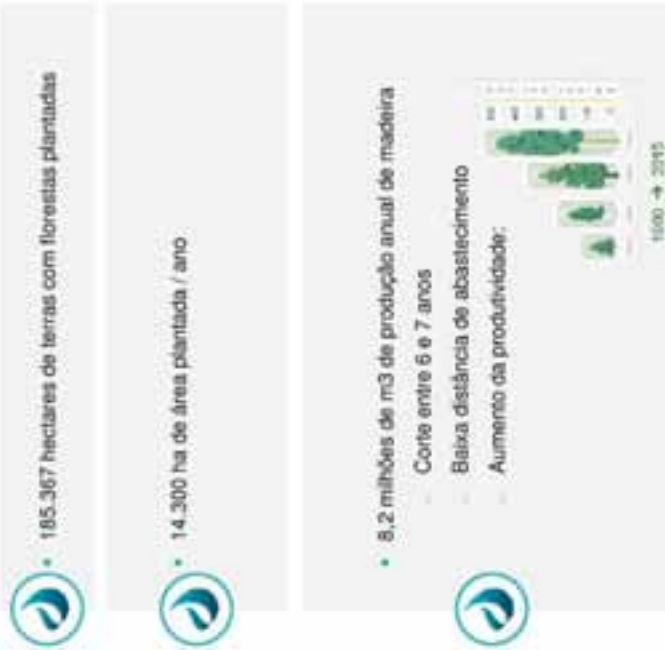 • 185.367 hectares de terras com florestas plantadas
• 14.300 ha de área plantada / ano
• 8,2 milhões de m3 de produção anual de madeira
- Corte entre 6 e 7 anos
- Baixa distância de abastecimento
- Aumento da produtividade:
→ 2015